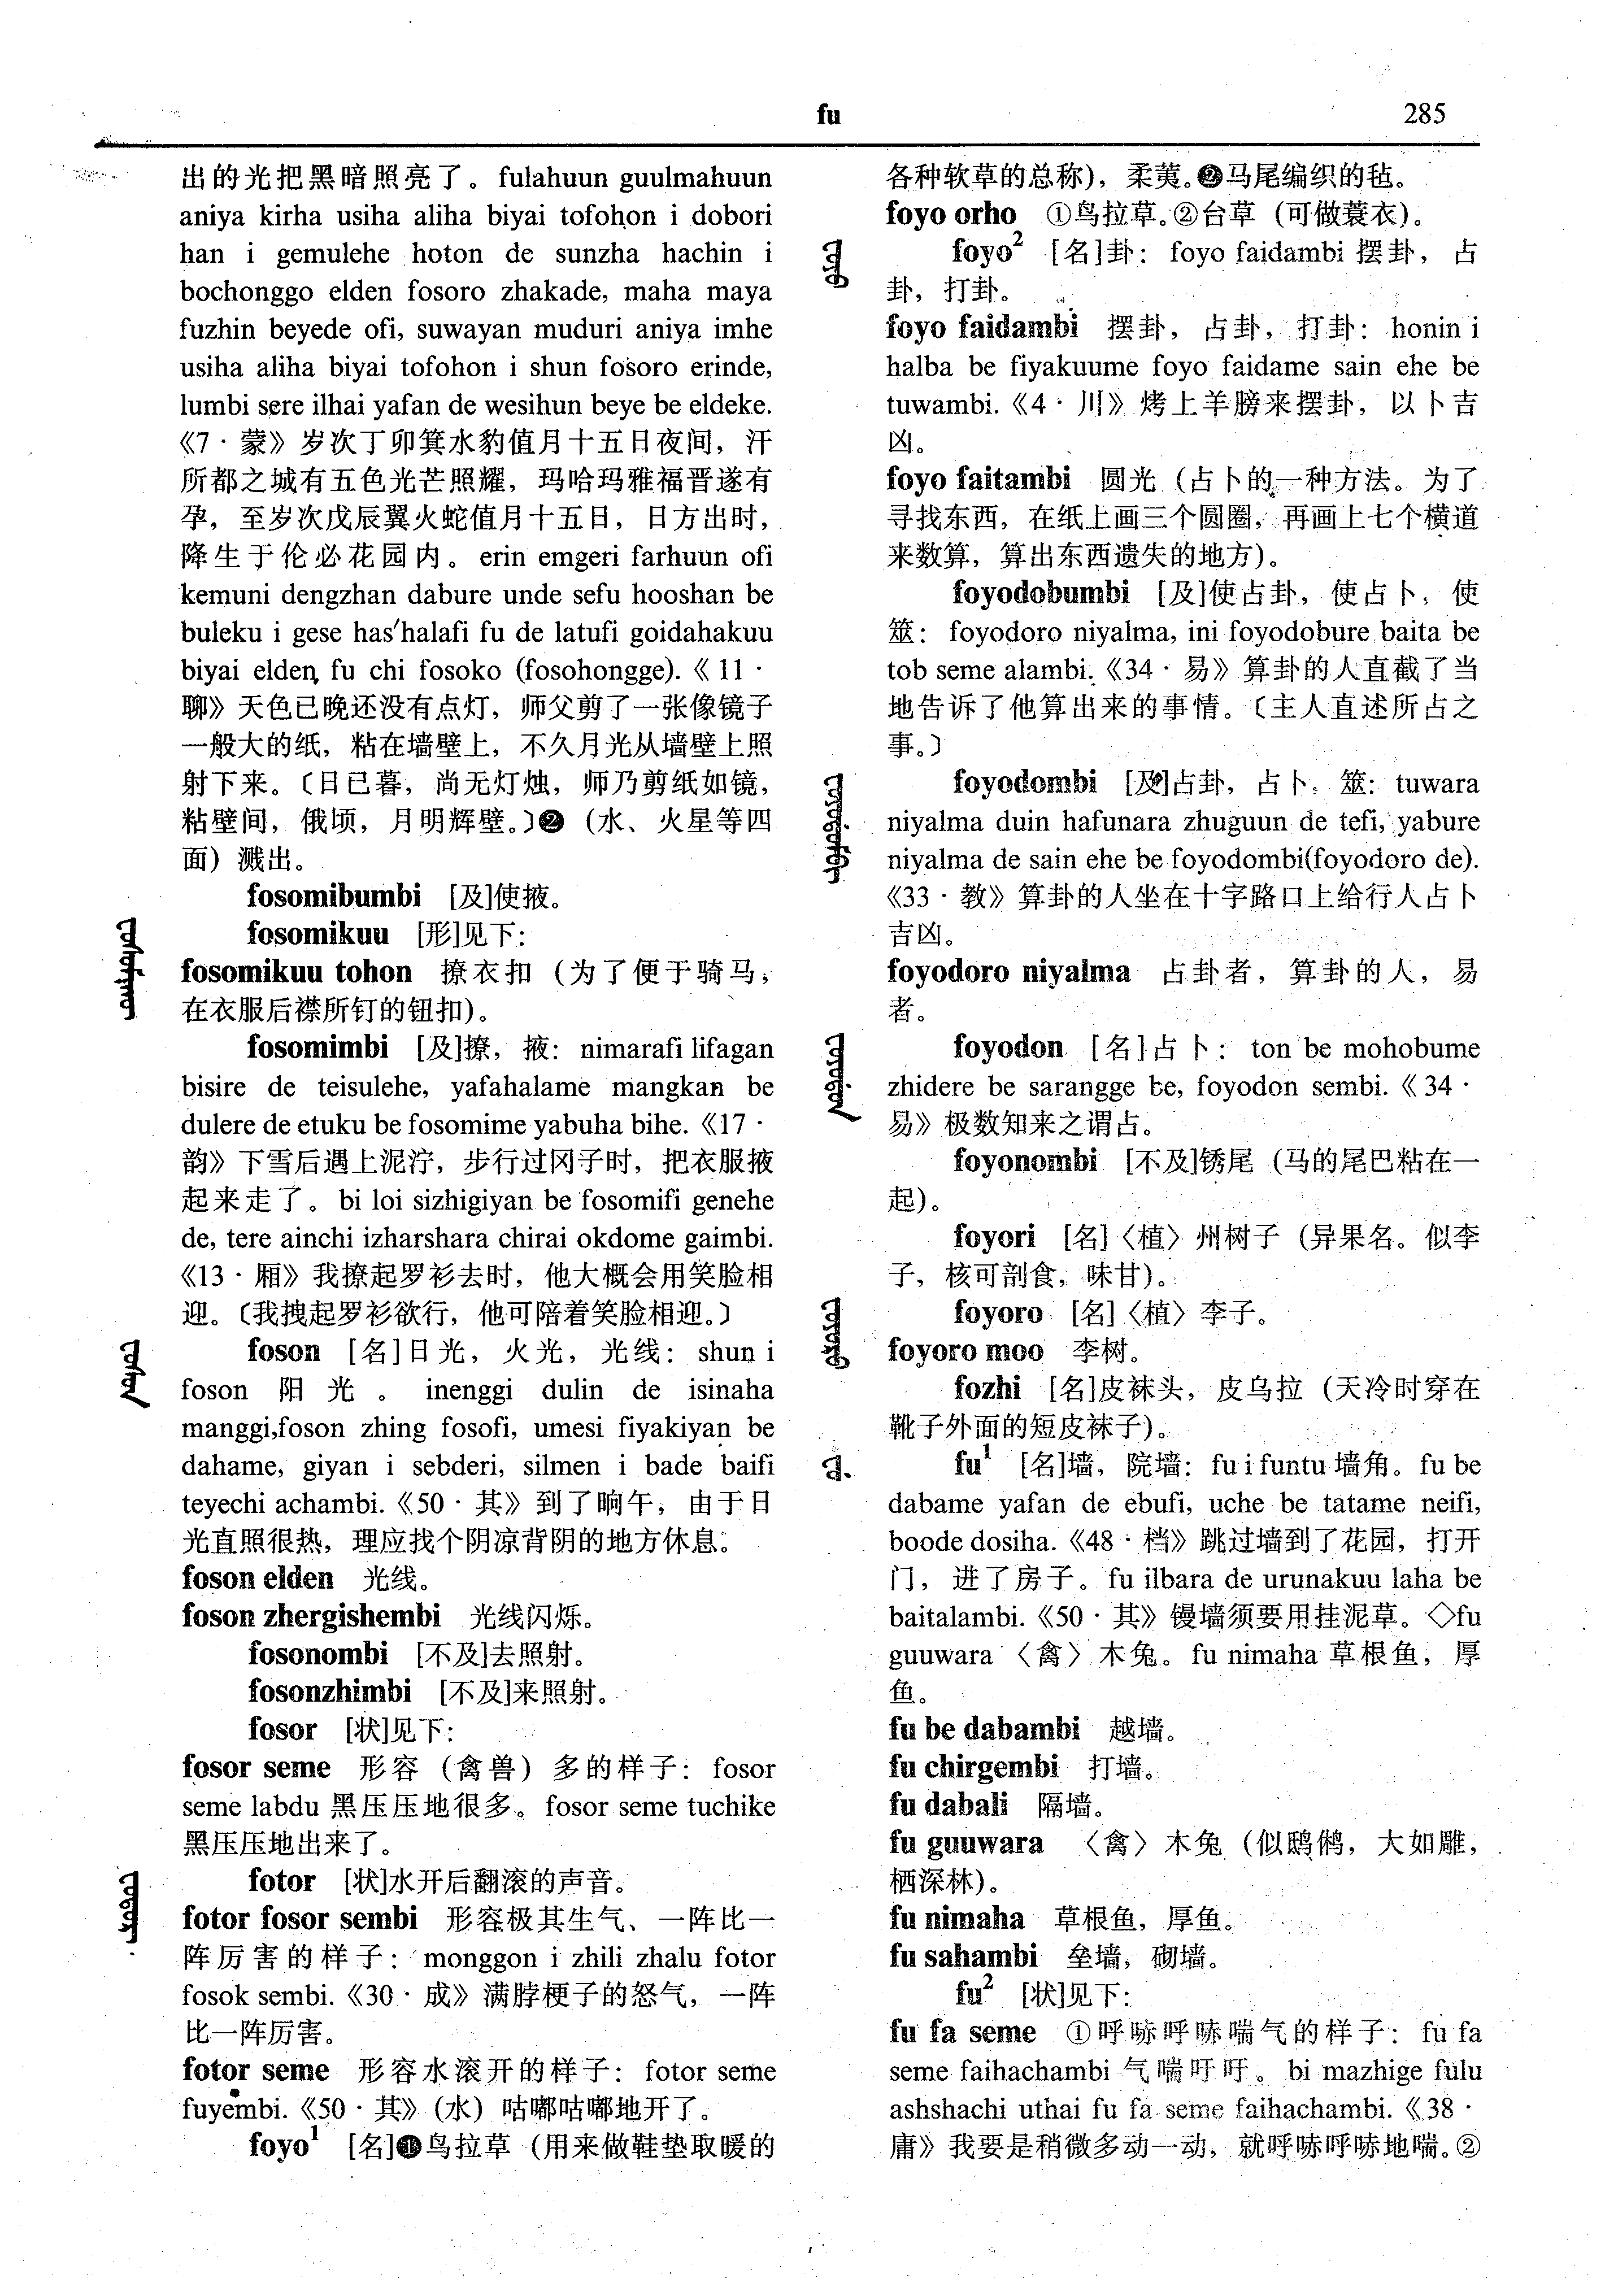 fu
285
出的光把黑暗照亮了。fulahuun guulmahuun
aniya kirha usiha aliha biyai tofohon i dobori
han i gemulehe hoton de sunzha hachin i
bochonggo elden fosoro zhakade, maha maya
fuzhin beyede ofi, suwayan muduri aniya imhe
usiha aliha biyai tofohon i shun fosoro erinde,
lumbi sere ilhai yafan de wesihun beye be eldeke.
《7·蒙》岁次丁卯箕水豹值月十五日夜间，汗
所都之城有五色光芒照耀，玛哈玛雅福晋遂有
孕，至岁次戊辰翼火蛇值月十五日，日方出时，
降生于伦必花园内。erin emgeri farhuun ofi
kemuni dengzhan dabure unde sefu hooshan be
buleku i gese has'halafi fu de latufi goidahakuu
biyai elden, fu chi fosoko (fosohongge).《11·
聊》天色已晚还没有点灯，师父剪了一张像镜子
一般大的纸，粘在墙壁上，不久月光从墙壁上照
射下来。〔日已暮，尚无灯烛，师乃剪纸如镜，
粘壁间，俄顷，月明辉壁。〕❷（水、火星等四
面）溅出。
fosomibumbi [及]使掖。
fosomikuu [形]见下：
fosomikuu tohon 撩衣扣（为了便于骑马，
在衣服后襟所钉的钮扣）。
fosomimbi [及]撩，掖：nimarafi lifagan
bisire de teisulehe, yafahalame mangkan be
dulere de etuku be fosomime yabuha bihe.《17·
韵》下雪后遇上泥泞，步行过冈子时，把衣服掖
起来走了。bi loi sizhigiyan be fosomifi genehe
de, tere ainchi izharshara chirai okdome gaimbi.
《13·厢》我撩起罗衫去时，他大概会用笑脸相
迎。〔我拽起罗衫欲行，他可陪着笑脸相迎。〕
foson [名]日光，火光，光线：shun i
foson 阳光。inenggi dulin de isinaha
manggi,foson zhing fosofi, umesi fiyakiyan be
dahame, giyan i sebderi, silmen i bade baifi
teyechi achambi.《50·其》到了晌午，由于日
光直照很热，理应找个阴凉背阴的地方休息。
foson elden 光线。
foson zhergishembi 光线闪烁。
fosonombi [不及]去照射。
fosonzhimbi [不及]来照射。
fosor [状]见下：
fosor seme 形容（禽兽）多的样子：fosor
seme labdu 黑压压地很多。fosor seme tuchike
黑压压地出来了。
fotor [状]水开后翻滚的声音。
fotor fosor sembi 形容极其生气、一阵比一
阵厉害的样子：monggon i zhili zhalu fotor
fosok sembi.《30·成》满脖梗子的怒气，一阵
比一阵厉害。
fotor seme 形容水滚开的样子：fotor seme
fuyembi.《50·其》（水）咕嘟咕嘟地开了。
foyo¹ [名]❶乌拉草（用来做鞋垫取暖的
各种软草的总称），柔荑。❷马尾编织的毡。
foyo orho ①乌拉草。②台草（可做蓑衣）。
foyo² [名]卦：foyo faidambi 摆卦，占
卦，打卦。
foyo faidambi 摆卦，占卦，打卦：honin i
halba be fiyakuume foyo faidame sain ehe be
tuwambi.《4·川》烤上羊膀来摆卦，以卜吉
凶。
foyo faitambi 圆光（占卜的一种方法。为了
寻找东西，在纸上画三个圆圈，再画上七个横道
来数算，算出东西遗失的地方）。
foyodobumbi [及]使占卦，使占卜，使
筮：foyodoro niyalma, ini foyodobure baita be
tob seme alambi.《34·易》算卦的人直截了当
地告诉了他算出来的事情。〔主人直述所占之
事。〕
foyodombi [及]占卦，占卜，筮：tuwara
niyalma duin hafunara zhuguun de tefi, yabure
niyalma de sain ehe be foyodombi(foyodoro de).
《33·教》算卦的人坐在十字路口上给行人占卜
吉凶。
foyodoro niyalma 占卦者，算卦的人，易
者。
foyodon [名]占卜：ton be mohobume
zhidere be sarangge be, foyodon sembi.《34·
易》极数知来之谓占。
foyonombi [不及]锈尾（马的尾巴粘在一
起）。
foyori [名]〈植〉州树子（异果名。似李
子，核可剖食，味甘）。
foyoro [名]〈植〉李子。
foyoro moo 李树。
fozhi [名]皮袜头，皮乌拉（天冷时穿在
靴子外面的短皮袜子）。
fu¹ [名]墙，院墙：fu i funtu 墙角。fu be
dabame yafan de ebufi, uche be tatame neifi,
boode dosiha.《48·档》跳过墙到了花园，打开
门，进了房子。fu ilbara de urunakuu laha be
baitalambi.《50·其》镘墙须要用挂泥草。◇fu
guuwara〈禽〉木兔。fu nimaha 草根鱼，厚
鱼。
fu be dabambi 越墙。
fu chirgembi 打墙。
fu dabali 隔墙。
fu guuwara 〈禽〉木兔（似鸱鸺，大如雕，
栖深林）。
fu nimaha 草根鱼，厚鱼。
fu sahambi 垒墙，砌墙。
fu² [状]见下：
fu fa seme ①呼哧呼哧喘气的样子：fu fa
seme faihachambi 气喘吁吁。bi mazhige fulu
ashshachi uthai fu fa seme faihachambi.《38·
庸》我要是稍微多动一动，就呼哧呼哧地喘。②